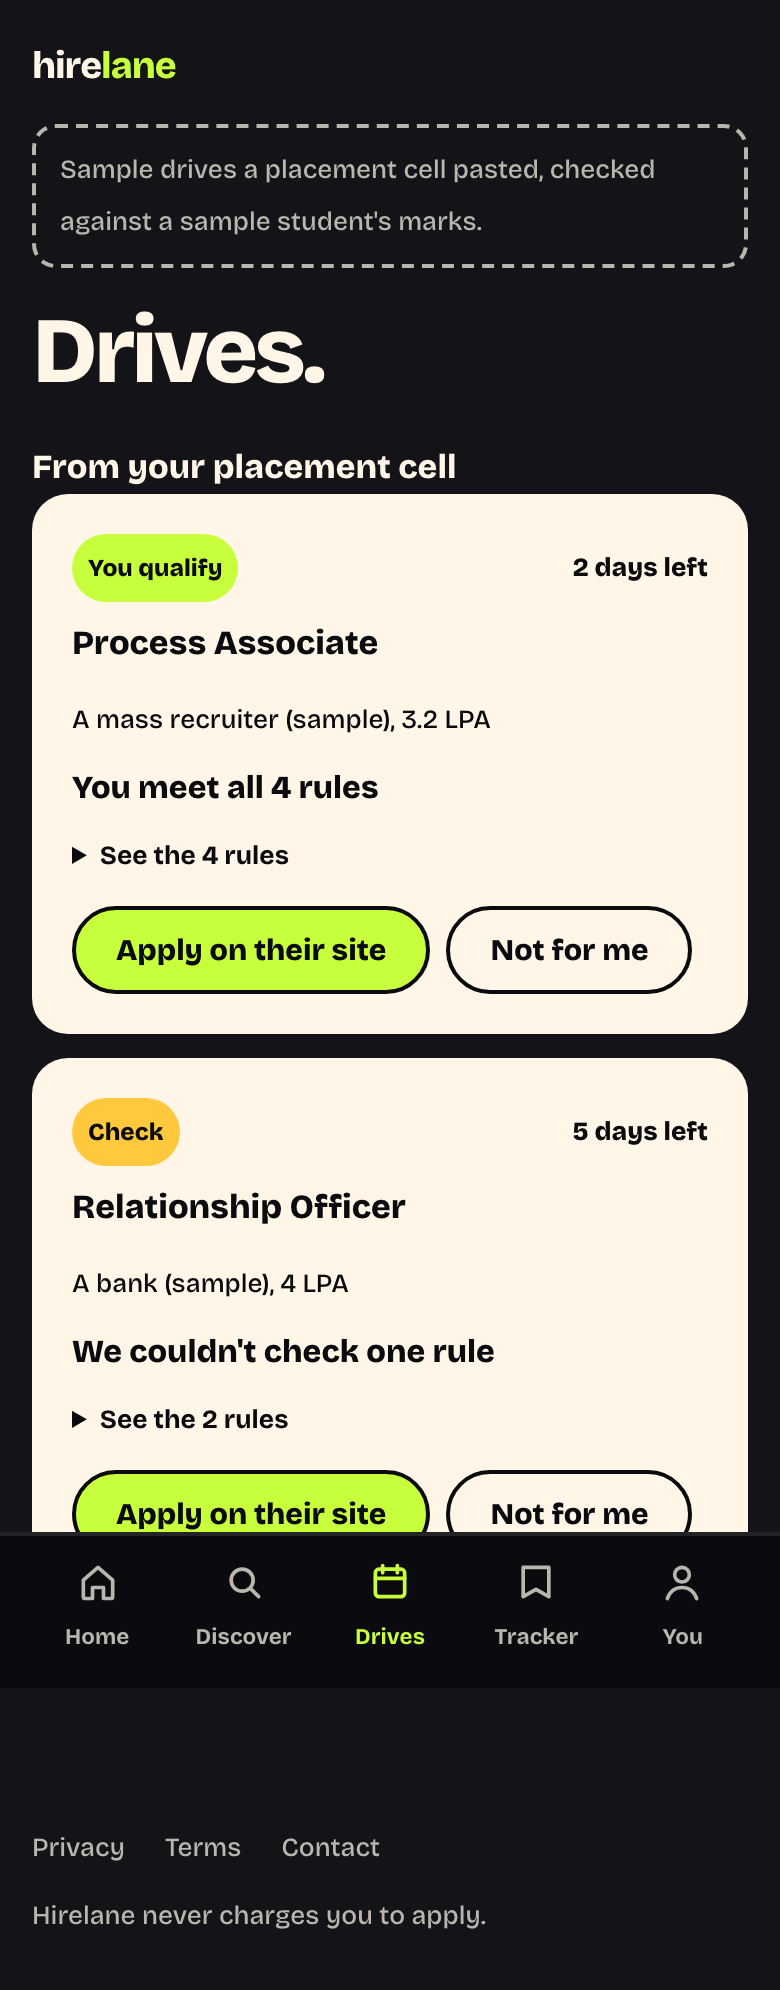 hirelane
Sample drives a placement cell pasted, checked
against a sample student's marks.
Drives.
From your placement cell
You qualify
2 days left
Process Associate
A mass recruiter (sample), 3.2 LPA
You meet all 4 rules
See the 4 rules
Apply on their site
Not for me
Check
5 days left
Relationship Officer
A bank (sample), 4 LPA
We couldn't check one rule
See the 2 rules
Apply on their site
Not for me
Home
Discover
Drives
Tracker
You
Privacy
Terms
Contact
Hirelane never charges you to apply.